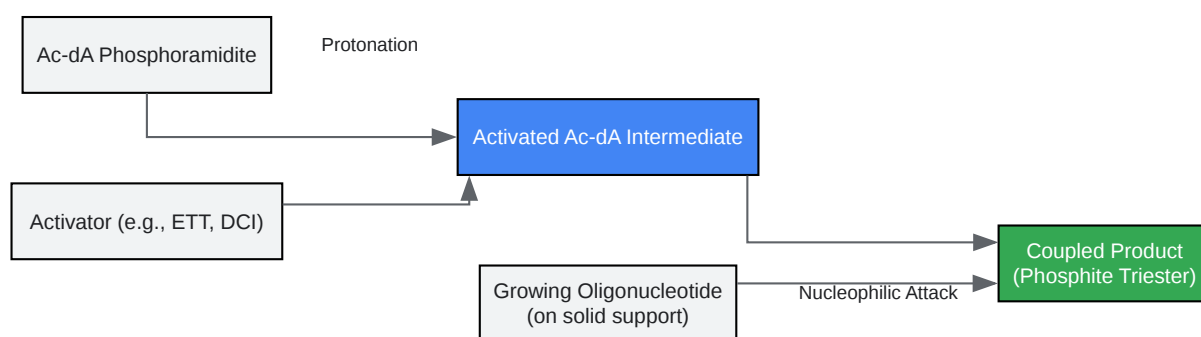 Ac-dA Phosphoramidite
Protonation
Activated Ac-dA Intermediate
Activator (e.g., ETT, DCI)
Growing Oligonucleotide
(on solid support)
Nucleophilic Attack
Coupled Product
(Phosphite Triester)